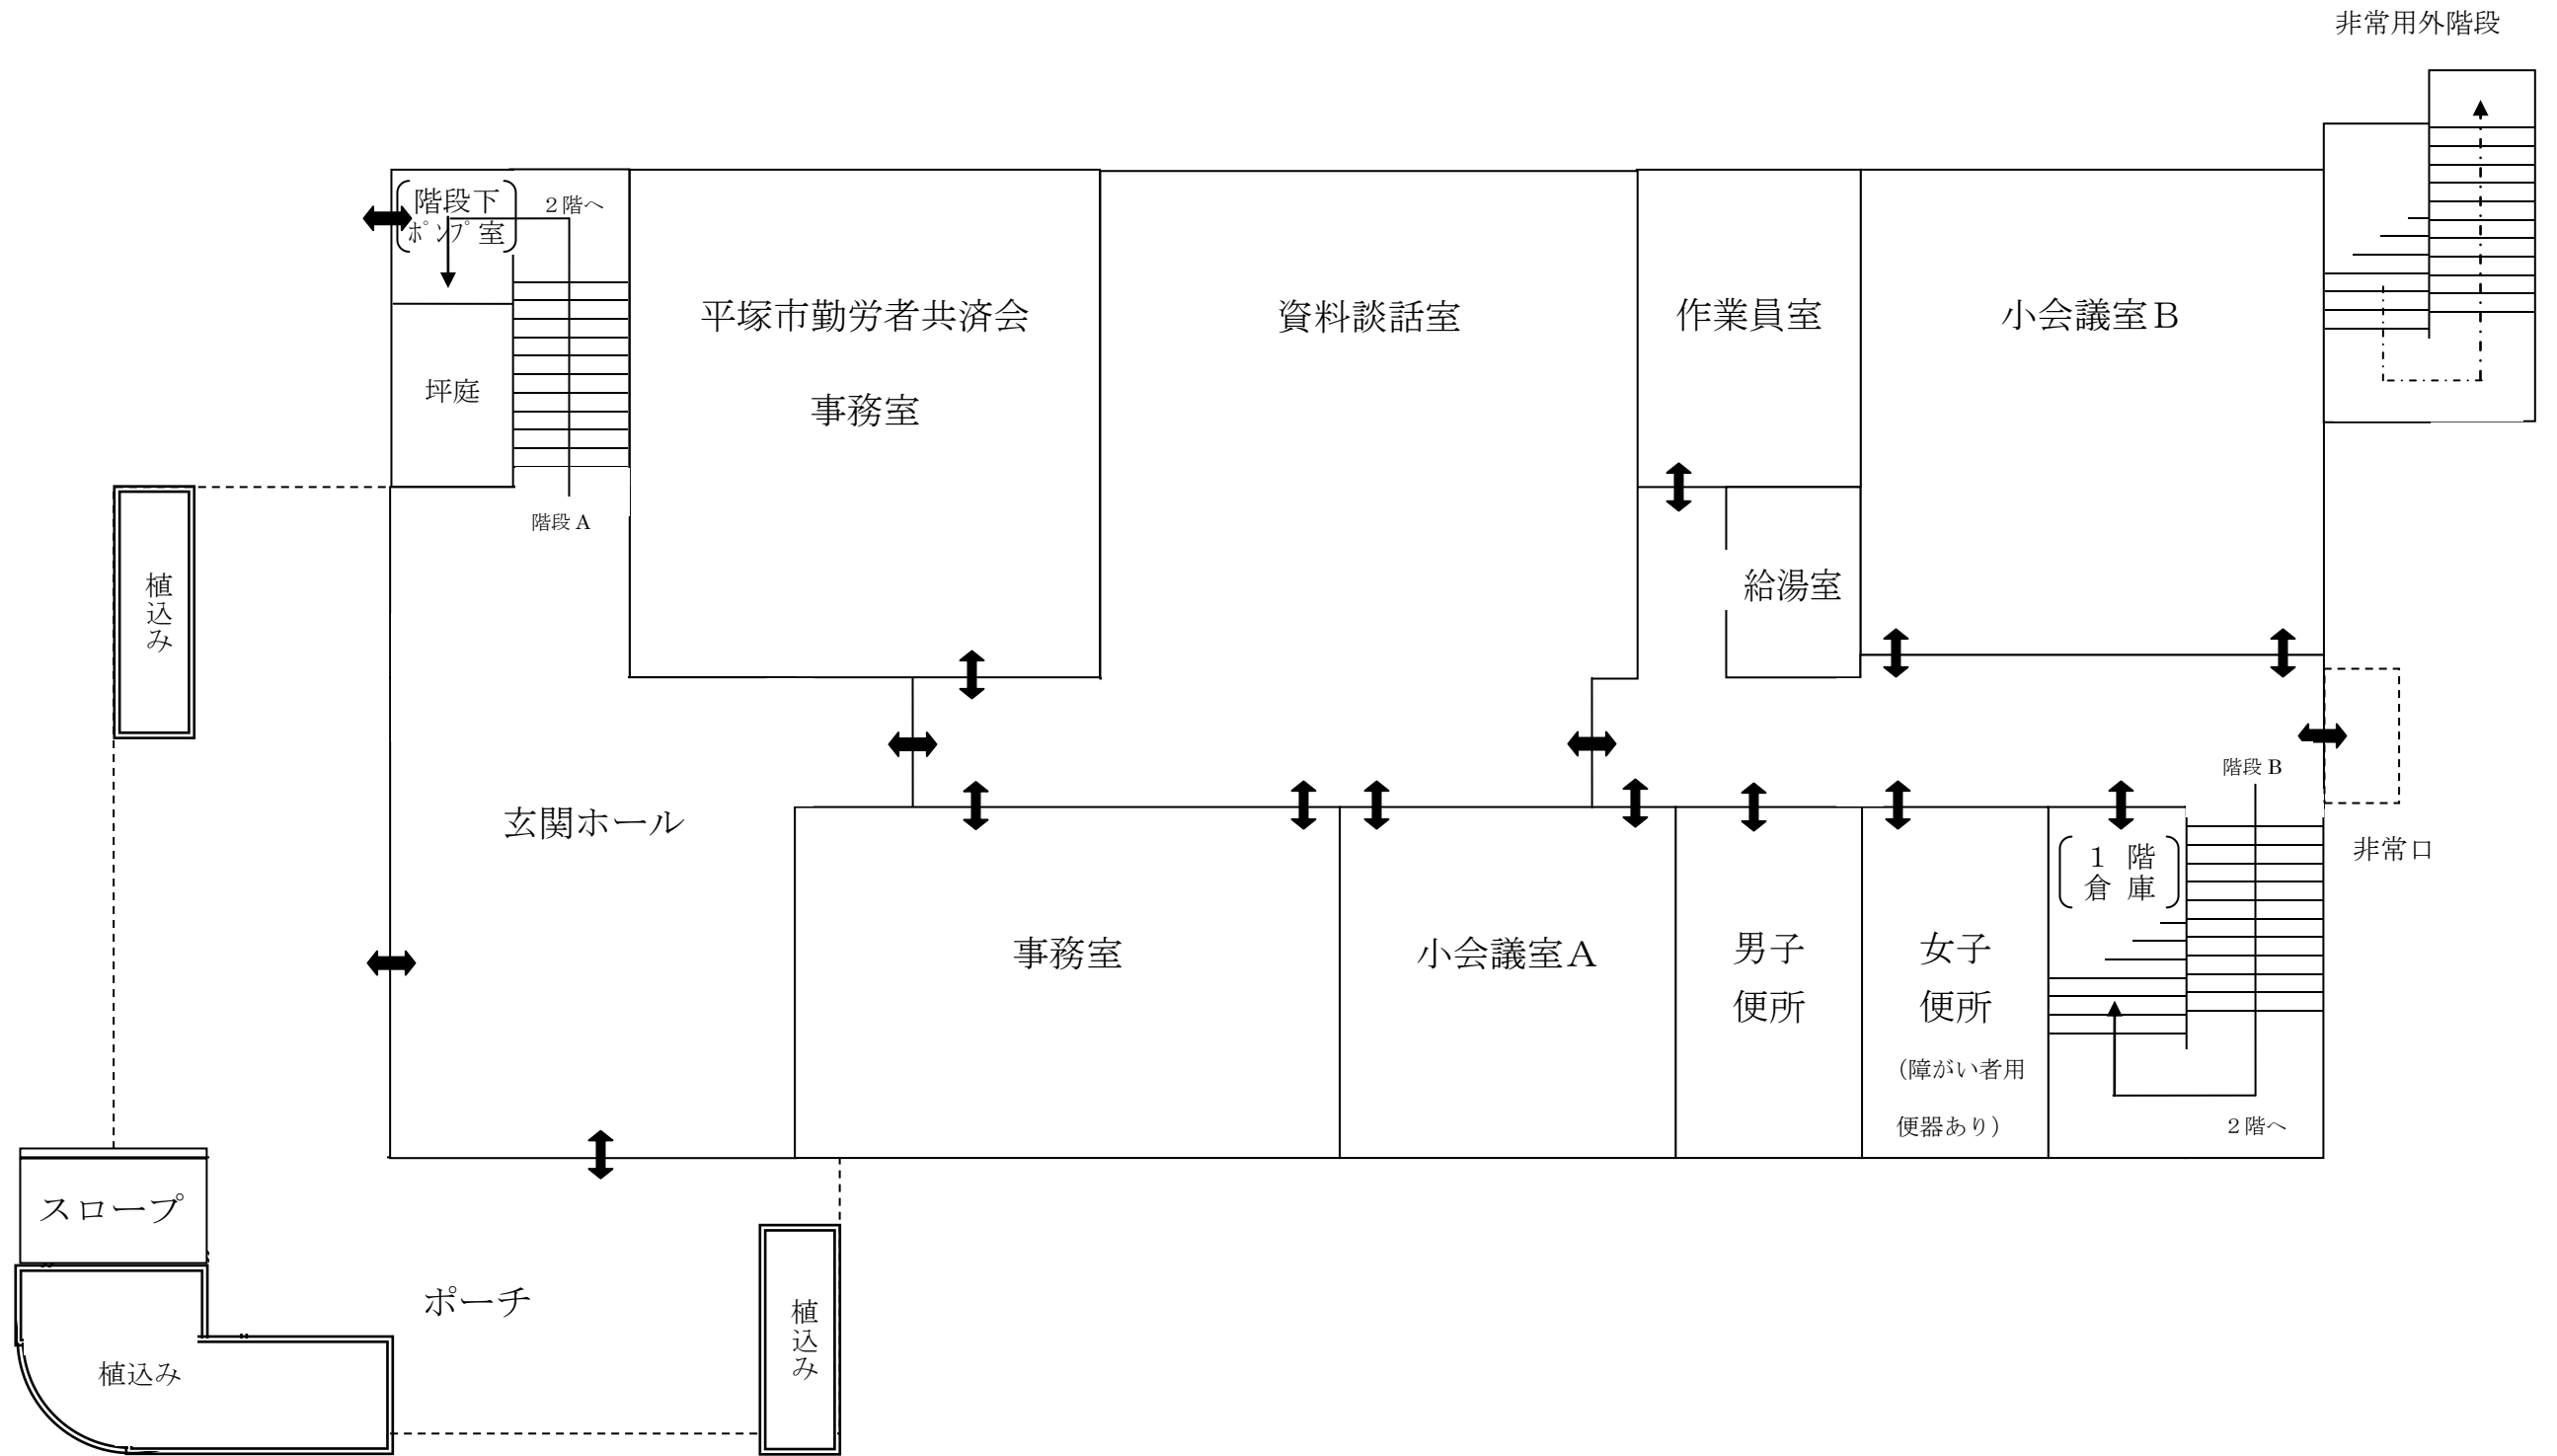 非常用外階段
階段下
ﾎﾟﾝﾌﾟ室
２階へ
平塚市勤労者共済会
事務室
資料談話室
作業員室
小会議室Ｂ
坪庭
階段 A
植込み
給湯室
階段 B
玄関ホール
非常口
１階
倉庫
事務室
小会議室Ａ
男子
便所
女子
便所
（障がい者用
便器あり）
２階へ
スロープ
ポーチ
植込み
植込み